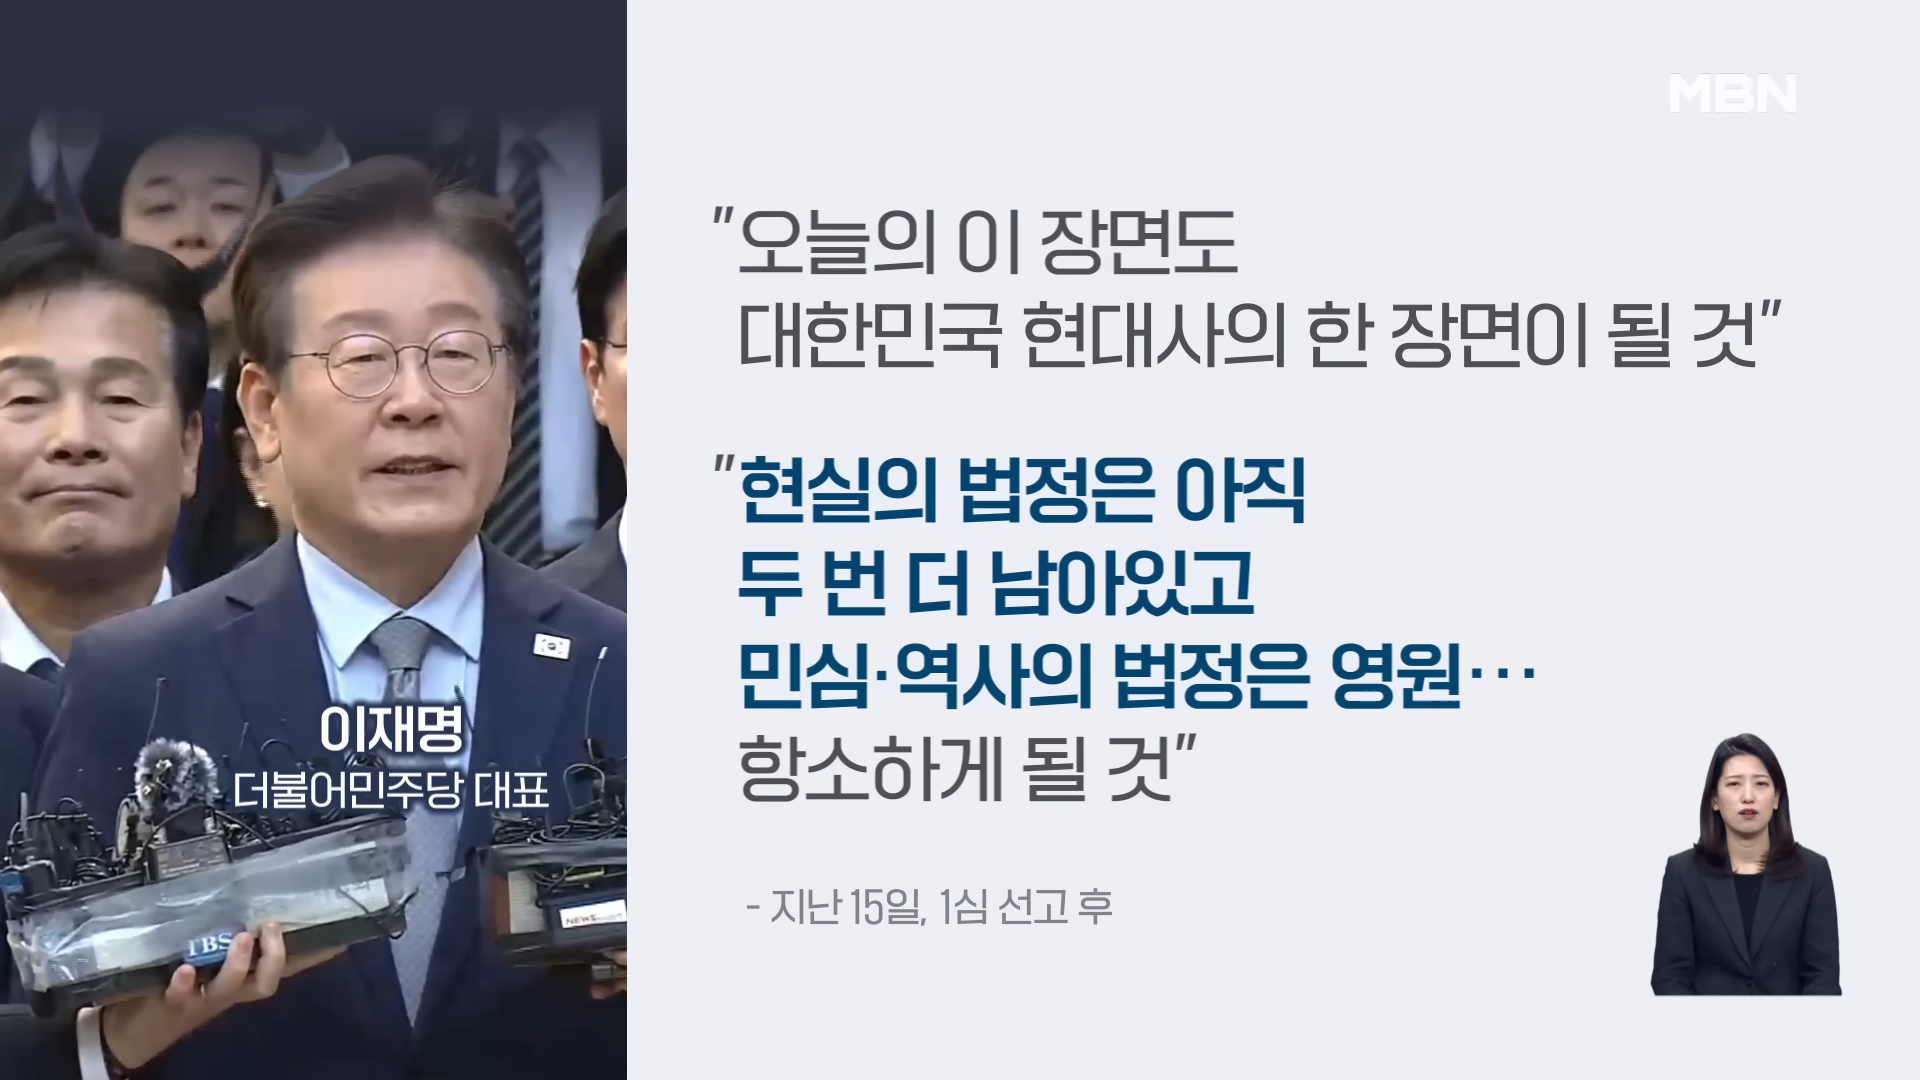 MBN
"오늘의 이 장면도
대한민국 현대사의 한 장면이 될 것"
"현실의 법정은 아직
두 번 더 남아있고
민심·역사의 법정은 영원…
항소하게 될 것"
- 지난 15일, 1심 선고 후
이재명
더불어민주당 대표
TBS
NEWS